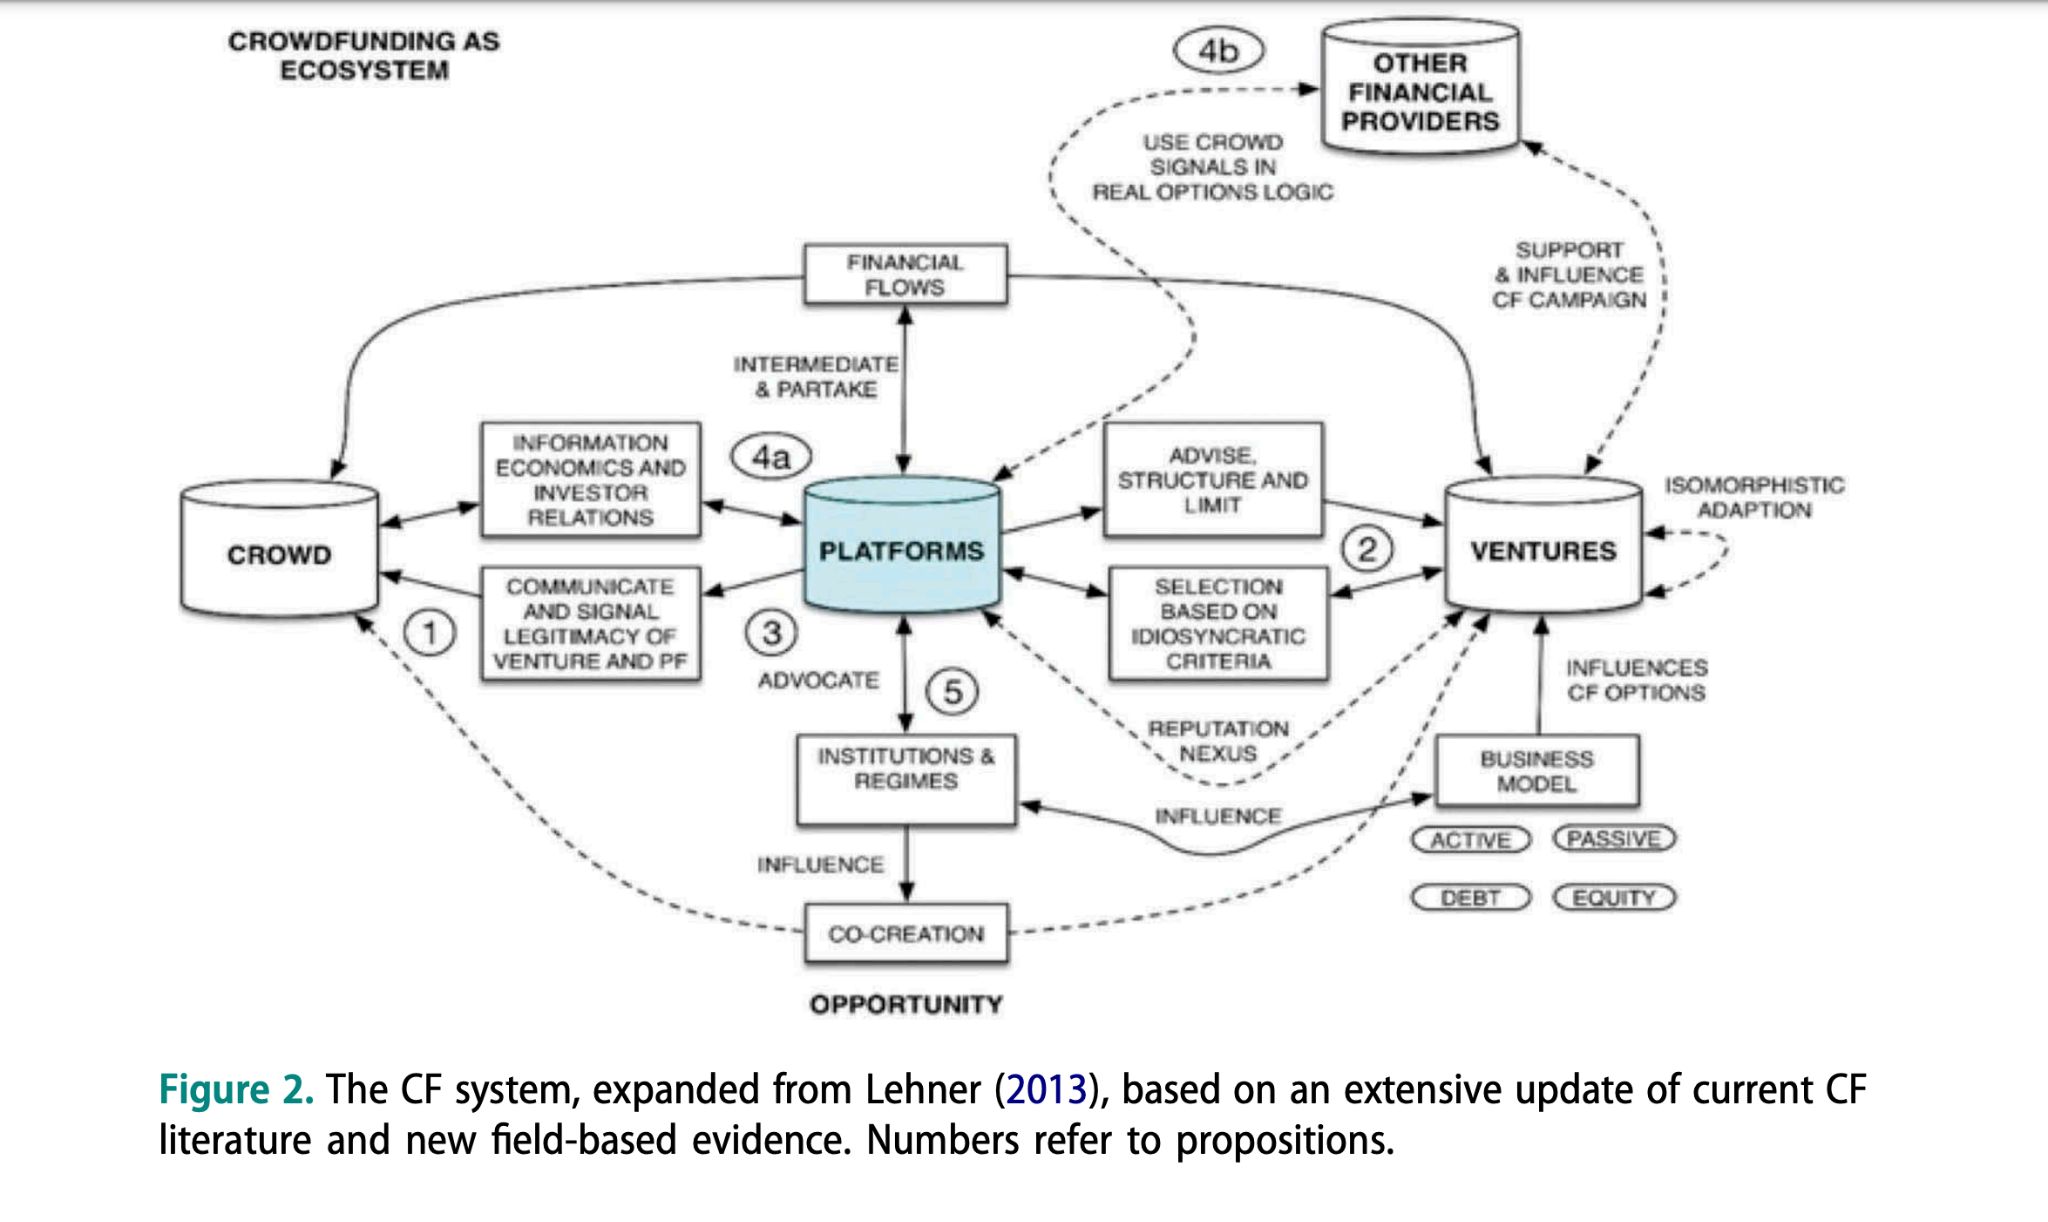 CROWDFUNDING AS
ECOSYSTEM
4b
OTHER
FINANCIAL
PROVIDERS
USE CROWD
SIGNALS IN
REAL OPTIONS LOGIC
SUPPORT
& INFLUENCE
CF CAMPAIGN
FINANCIAL
FLOWS
INTERMEDIATE
& PARTAKE
INFORMATION
ECONOMICS AND
INVESTOR
RELATIONS
4a
ADVISE,
STRUCTURE AND
LIMIT
ISOMORPHISTIC
ADAPTION
CROWD
PLATFORMS
2
VENTURES
COMMUNICATE
AND SIGNAL
LEGITIMACY OF
VENTURE AND PF
1
3
SELECTION
BASED ON
IDIOSYNCRATIC
CRITERIA
ADVOCATE
5
INFLUENCES
CF OPTIONS
REPUTATION
NEXUS
INSTITUTIONS &
REGIMES
BUSINESS
MODEL
INFLUENCE
ACTIVE
PASSIVE
INFLUENCE
DEBT
EQUITY
CO-CREATION
OPPORTUNITY
Figure 2. The CF system, expanded from Lehner (2013), based on an extensive update of current CF
literature and new field-based evidence. Numbers refer to propositions.